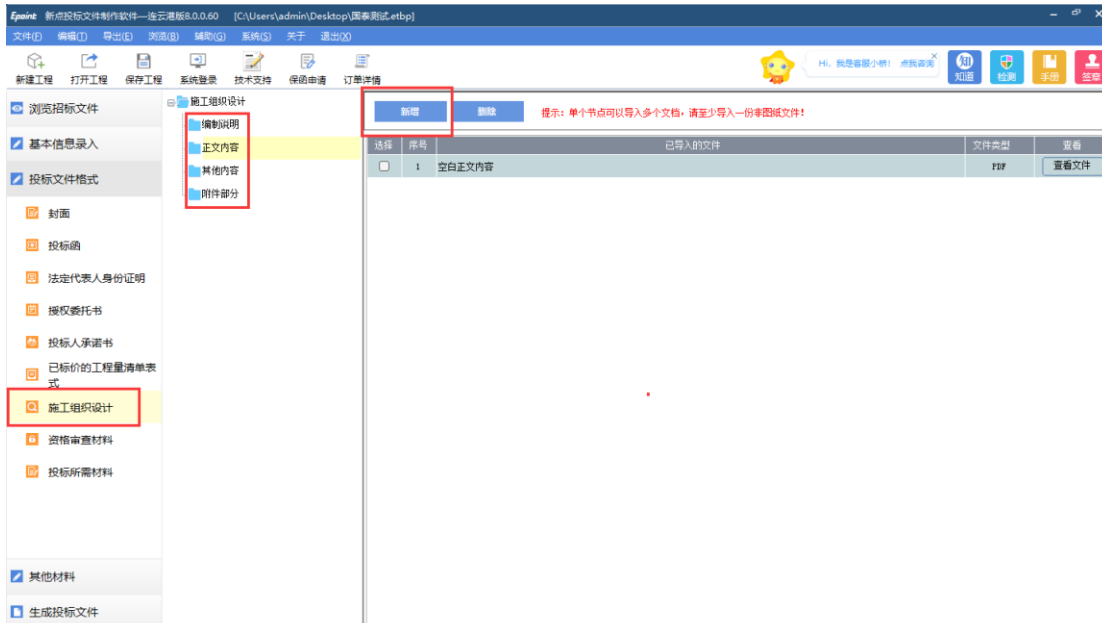 Epoint 新点投标文件制作软件—连云港版8.0.0.60 [C:\Users\admin\Desktop\国泰测试.etbp]
文件(F) 编辑(T) 导出(E) 浏览(B) 辅助(G) 系统(S) 关于 退出(X)
新建工程 打开工程 保存工程 系统登录 技术支持 保函申请 订单详情
Hi，我是客服小桥！ 点我咨询
知
知道 检测 手册 签章
浏览招标文件
基本信息录入
投标文件格式
封面
投标函
法定代表人身份证明
授权委托书
投标人承诺书
已标价的工程量清单表
式
施工组织设计
资格审查材料
投标所需材料
其他材料
生成投标文件
施工组织设计
编制说明
正文内容
其他内容
附件部分
新增 删除 提示：单个节点可以导入多个文档，请至少导入一份非图纸文件！
选择 序号 已导入的文件 文件类型 查看
1 空白正文内容 PDF 查看文件